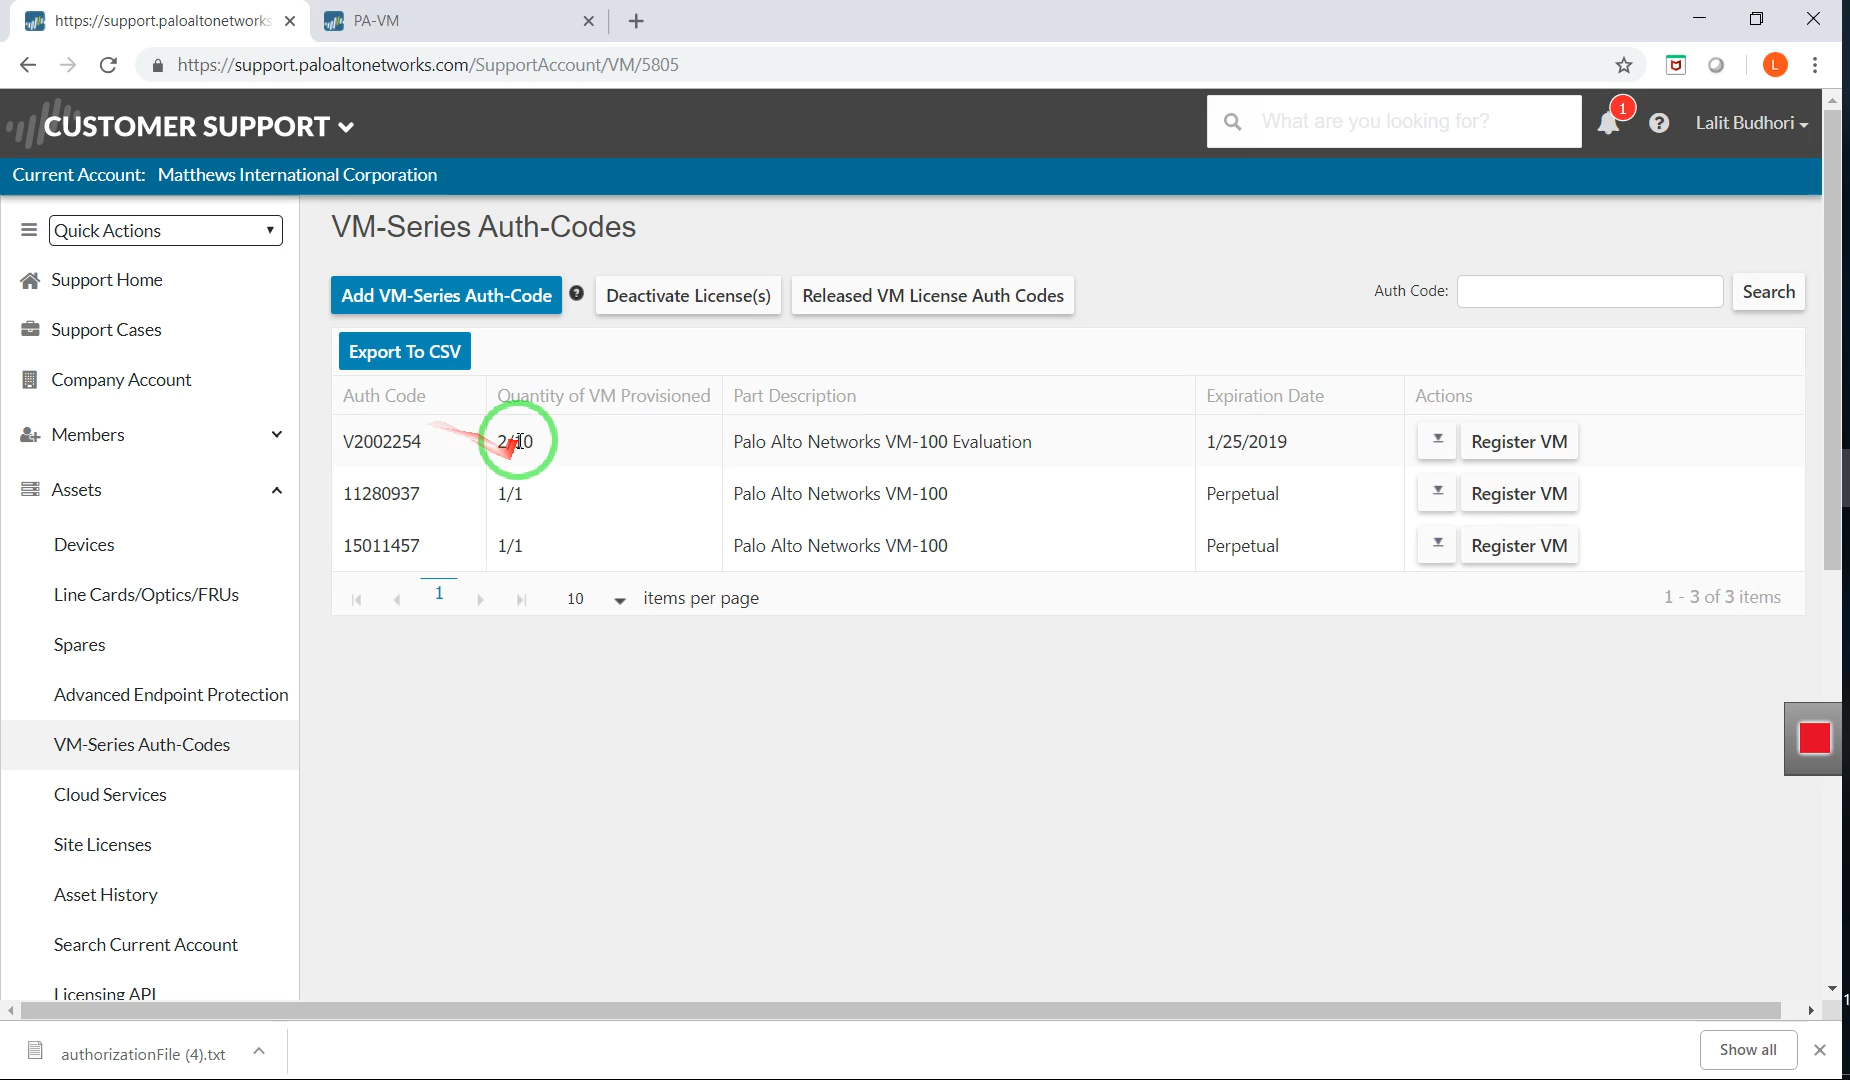 https://support.paloaltonetworks
PA-VM
https://support.paloaltonetworks.com/SupportAccount/VM/5805
L
CUSTOMER SUPPORT
What are you looking for?
1
Lalit Budhori
Current Account: Matthews International Corporation
Quick Actions
Support Home
Support Cases
Company Account
Members
Assets
Devices
Line Cards/Optics/FRUs
Spares
Advanced Endpoint Protection
VM-Series Auth-Codes
Cloud Services
Site Licenses
Asset History
Search Current Account
Licensing API
VM-Series Auth-Codes
Add VM-Series Auth-Code
Deactivate License(s)
Released VM License Auth Codes
Auth Code:
Search
Export To CSV
Auth Code Quantity of VM Provisioned Part Description Expiration Date Actions
V2002254 2/10 Palo Alto Networks VM-100 Evaluation 1/25/2019 Register VM
11280937 1/1 Palo Alto Networks VM-100 Perpetual Register VM
15011457 1/1 Palo Alto Networks VM-100 Perpetual Register VM
1 10 items per page 1 - 3 of 3 items
authorizationFile (4).txt
Show all